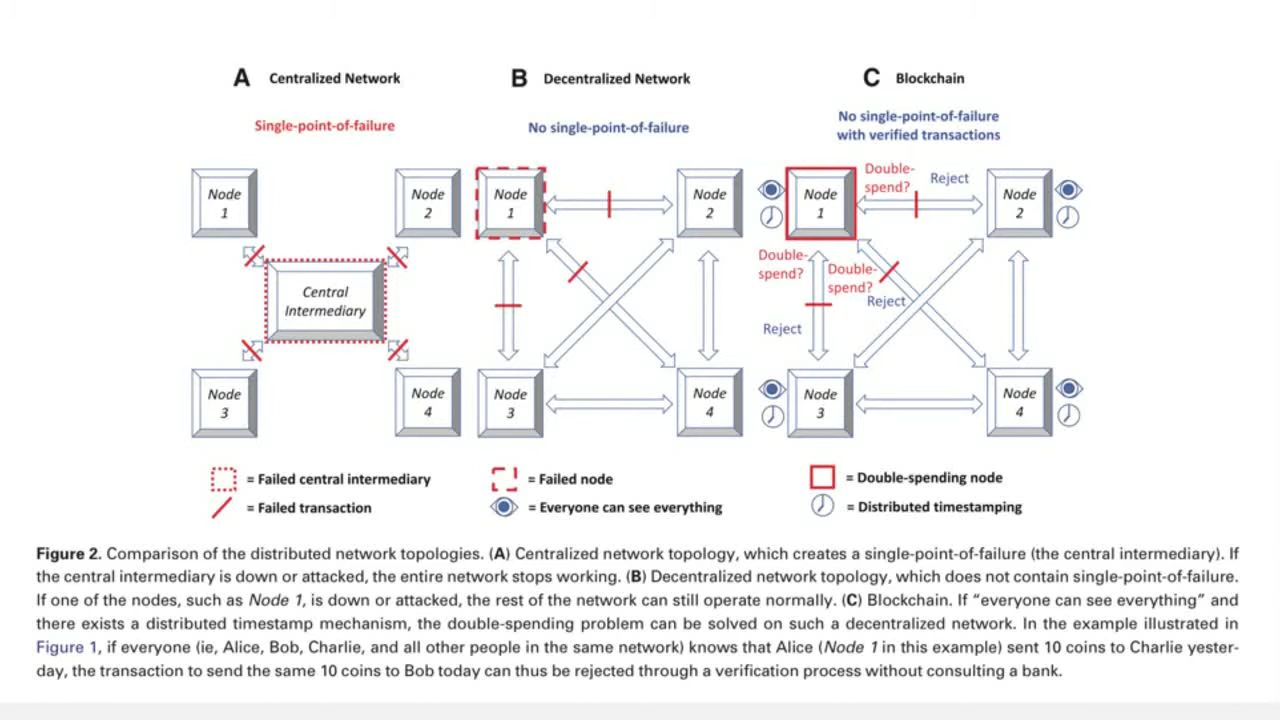 A Centralized Network
B Decentralized Network
C Blockchain
Single-point-of-failure
No single-point-of-failure
No single-point-of-failure
with verified transactions
Node
1
Node
2
Central
Intermediary
Node
3
Node
4
Node
1
Node
2
Node
3
Node
4
Node
1
Double-
spend?
Reject
Node
2
Double-
spend?
Double-
spend?
Reject
Reject
Node
3
Node
4
= Failed central intermediary
= Failed transaction
= Failed node
= Everyone can see everything
= Double-spending node
= Distributed timestamping
Figure 2. Comparison of the distributed network topologies. (A) Centralized network topology, which creates a single-point-of-failure (the central intermediary). If
the central intermediary is down or attacked, the entire network stops working. (B) Decentralized network topology, which does not contain single-point-of-failure.
If one of the nodes, such as Node 1, is down or attacked, the rest of the network can still operate normally. (C) Blockchain. If “everyone can see everything” and
there exists a distributed timestamp mechanism, the double-spending problem can be solved on such a decentralized network. In the example illustrated in
Figure 1, if everyone (ie, Alice, Bob, Charlie, and all other people in the same network) knows that Alice (Node 1 in this example) sent 10 coins to Charlie yester-
day, the transaction to send the same 10 coins to Bob today can thus be rejected through a verification process without consulting a bank.